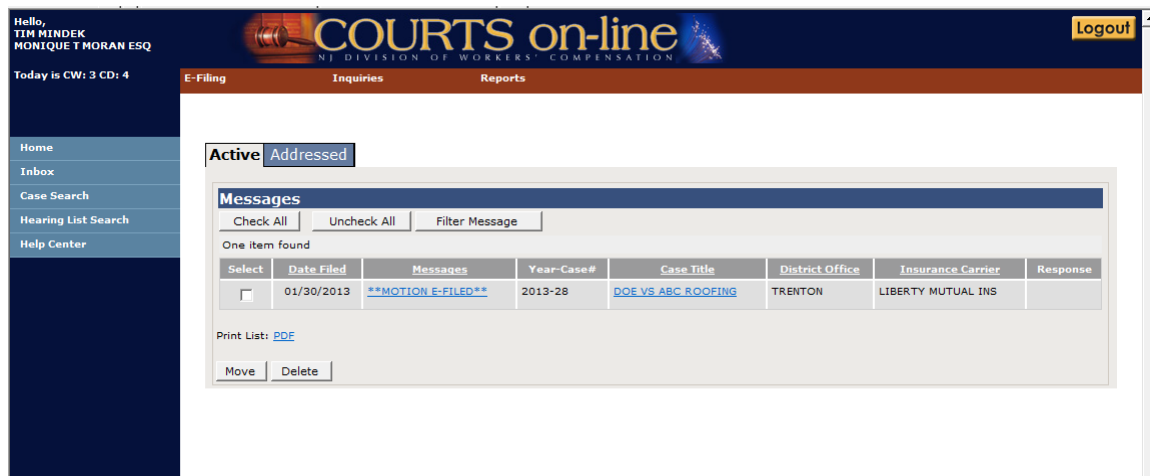 Hello,
TIM MINDEK
MONIQUE T MORAN ESQ
COURTS on-line
NJ DIVISION OF WORKERS' COMPENSATION
Logout
Today is CW: 3 CD: 4
E-Filing Inquiries Reports
Home
Inbox
Case Search
Hearing List Search
Help Center
Active Addressed
Messages
Check All Uncheck All Filter Message
One item found
Select Date Filed Messages Year-Case# Case Title District Office Insurance Carrier Response
01/30/2013 **MOTION E-FILED** 2013-28 DOE VS ABC ROOFING TRENTON LIBERTY MUTUAL INS
Print List: PDF
Move Delete